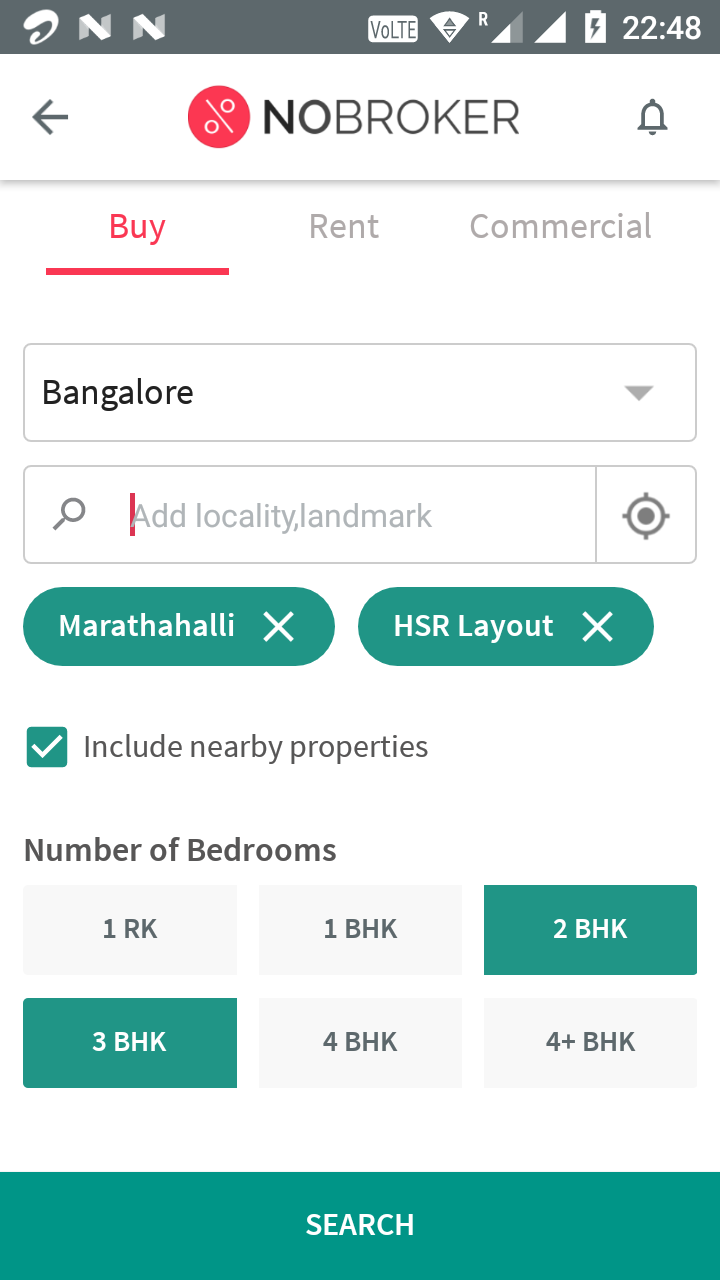 VoLTE R 22:48
NOBROKER
Buy Rent Commercial
Bangalore
Add locality,landmark
Marathahalli HSR Layout
Include nearby properties
Number of Bedrooms
1 RK 1 BHK 2 BHK
3 BHK 4 BHK 4+ BHK
SEARCH